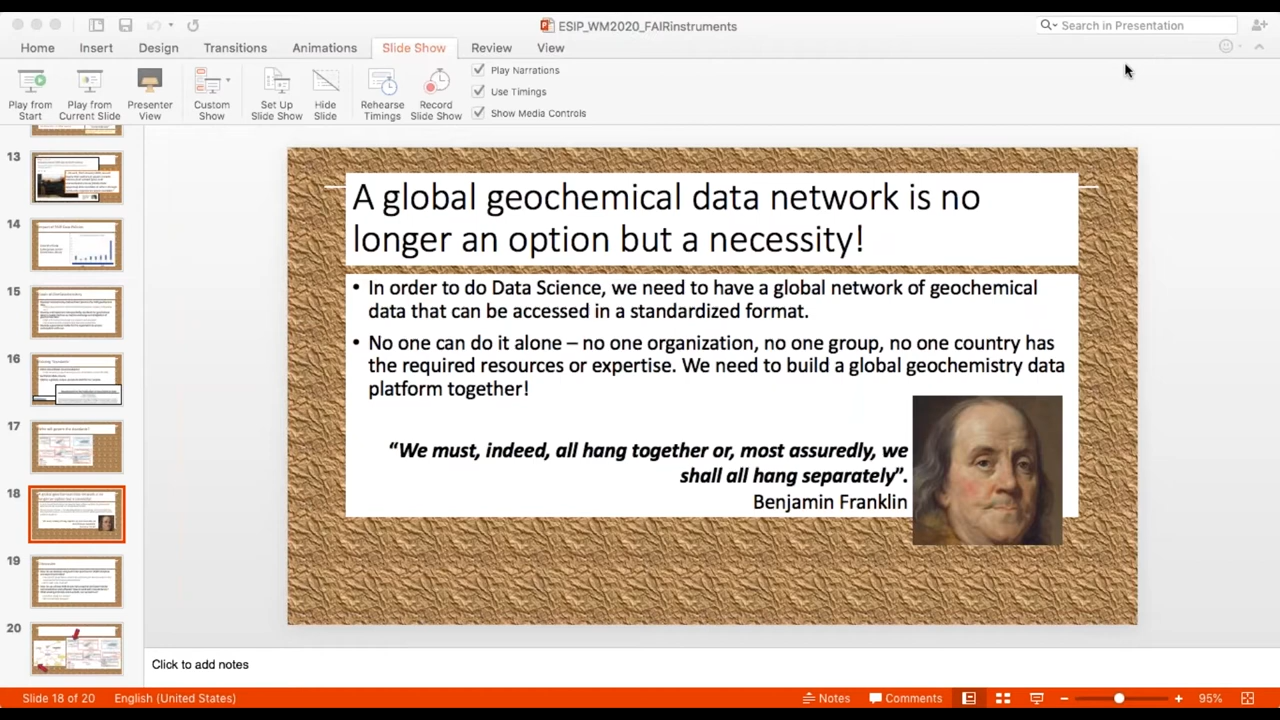 ESIP_WM2020_FAIRinstruments
Search in Presentation
Home Insert Design Transitions Animations Slide Show Review View
Play from Start
Play from Current Slide
Presenter View
Custom Show
Set Up Slide Show
Hide Slide
Rehearse Timings
Record Slide Show
Play Narrations
Use Timings
Show Media Controls
13
14
15
16
17
18
19
20
A global geochemical data network is no
longer an option but a necessity!
• In order to do Data Science, we need to have a global network of geochemical
data that can be accessed in a standardized format.
• No one can do it alone – no one organization, no one group, no one country has
the required resources or expertise. We need to build a global geochemistry data
platform together!
“We must, indeed, all hang together or, most assuredly, we
shall all hang separately”.
Benjamin Franklin
Click to add notes
Slide 18 of 20 English (United States) Notes Comments 95%